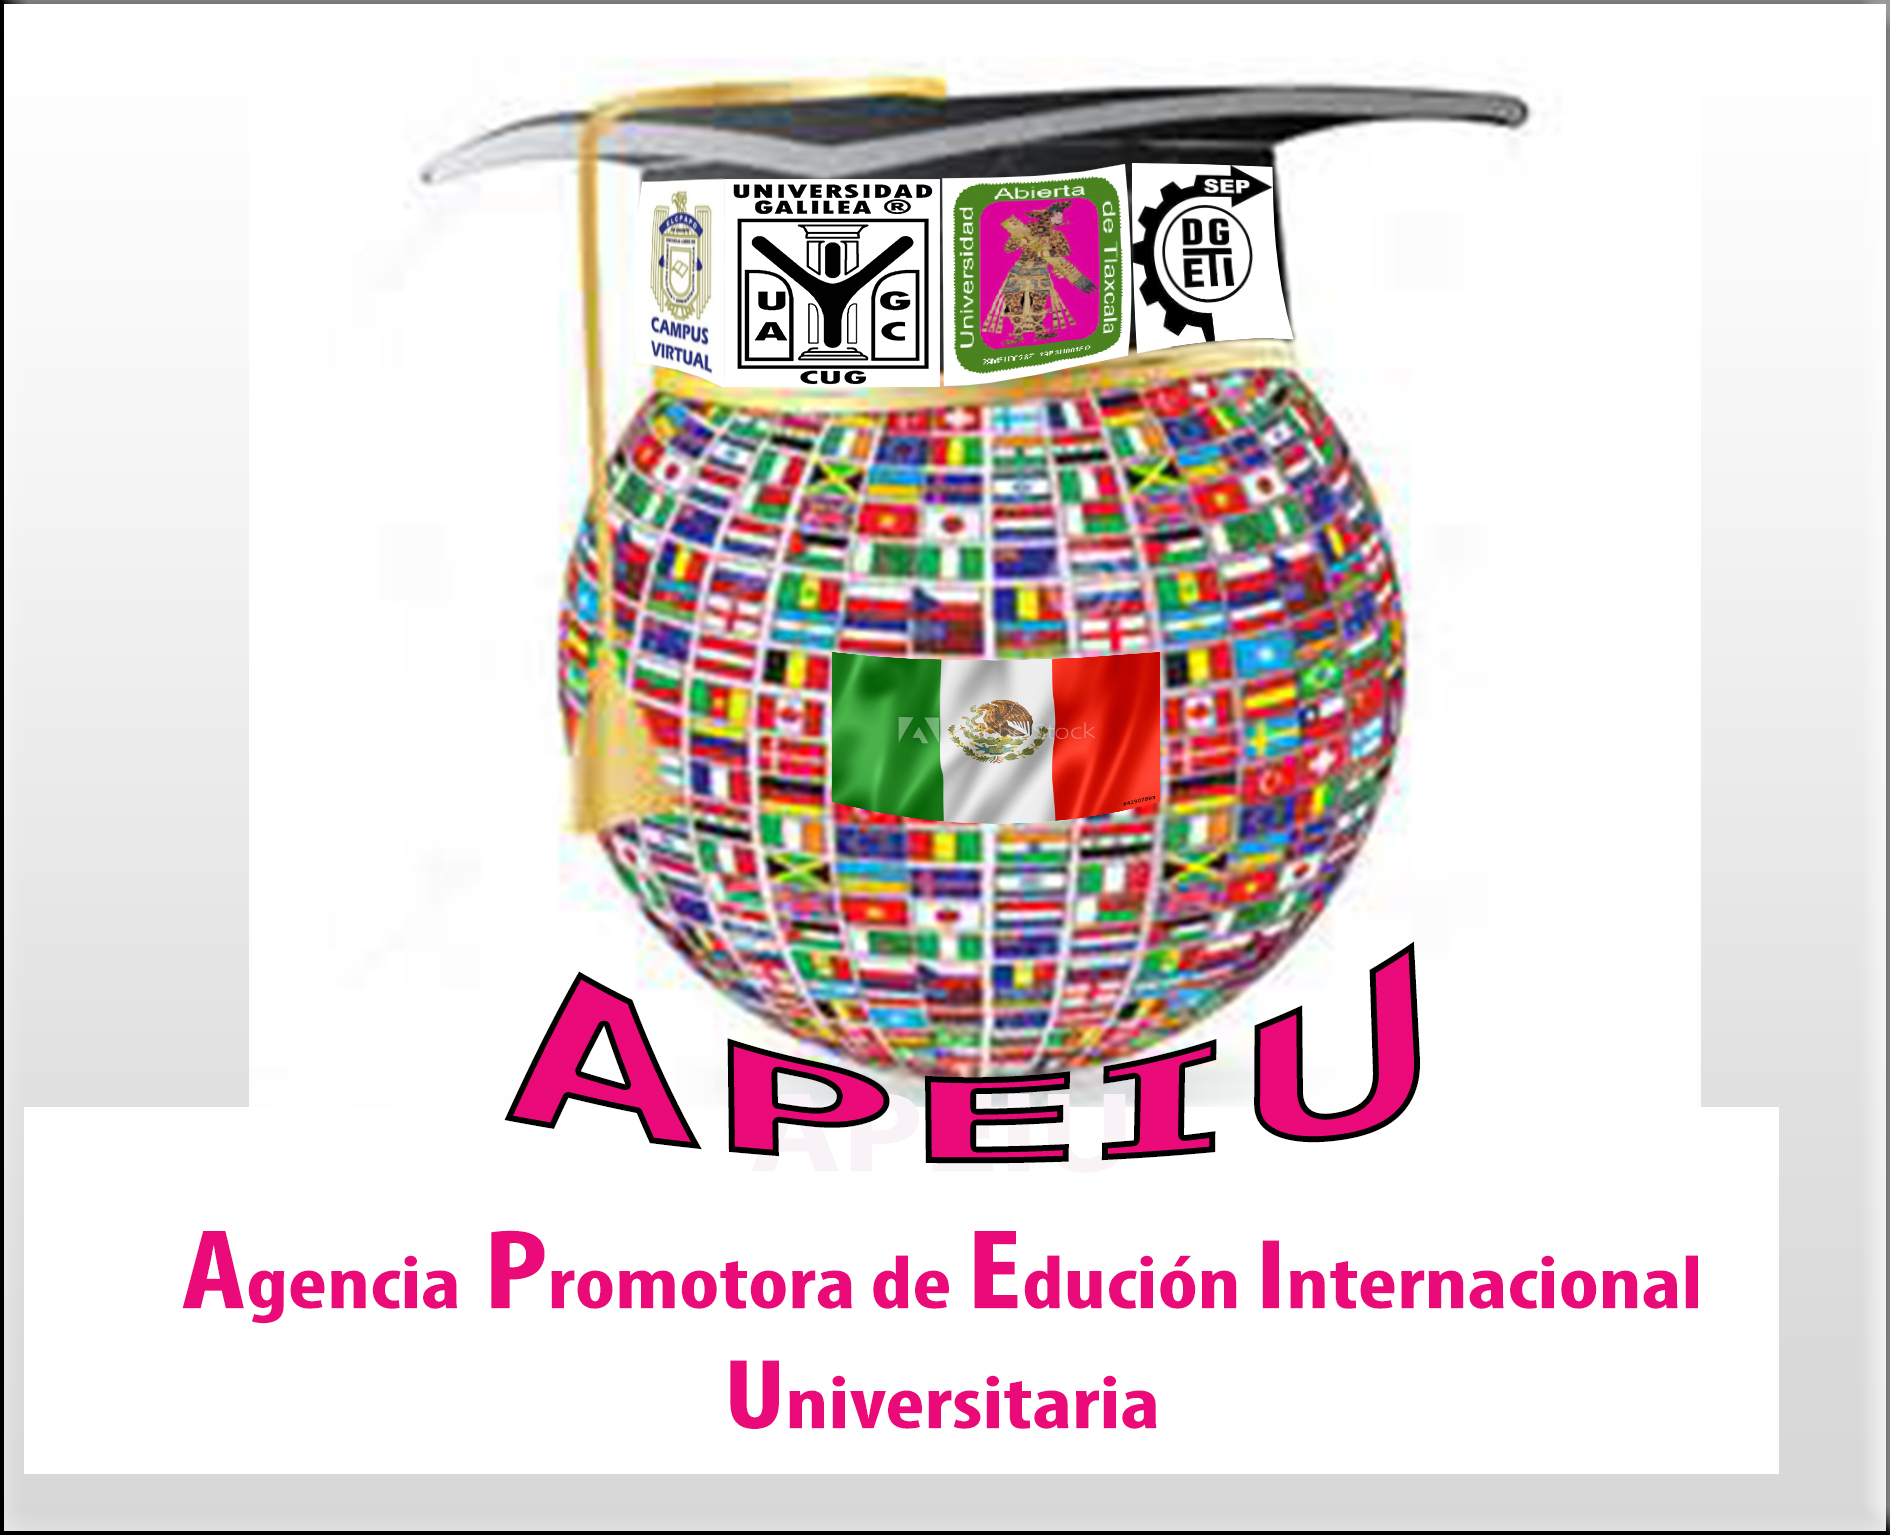 UNIVERSIDAD
GALILEA ®
U G
A C
CUG
CAMPUS
VIRTUAL
Universidad Abierta de Tlaxcala
SEP
DG
ETI
APEIU
APEIU
Agencia Promotora de Edución Internacional
Universitaria